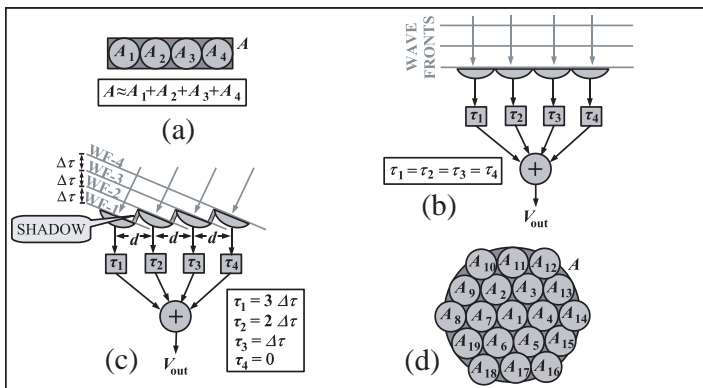 A₁ A₂ A₃ A₄ A
A≈A₁+A₂+A₃+A₄
(a)
WAVE
FRONTS
τ₁ τ₂ τ₃ τ₄
τ₁ = τ₂ = τ₃ = τ₄
+
(b)
Vout
Δτ
Δτ
Δτ
WF-4
WF-3
WF-2
WF-1
SHADOW
d d d
τ₁ τ₂ τ₃ τ₄
+
τ₁ = 3 Δτ
τ₂ = 2 Δτ
τ₃ = Δτ
τ₄ = 0
(c)
Vout
A₁₀ A₁₁ A₁₂ A
A₉ A₂ A₃ A₁₃
A₈ A₇ A₁ A₄ A₁₄
A₁₉ A₆ A₅ A₁₅
A₁₈ A₁₇ A₁₆
(d)